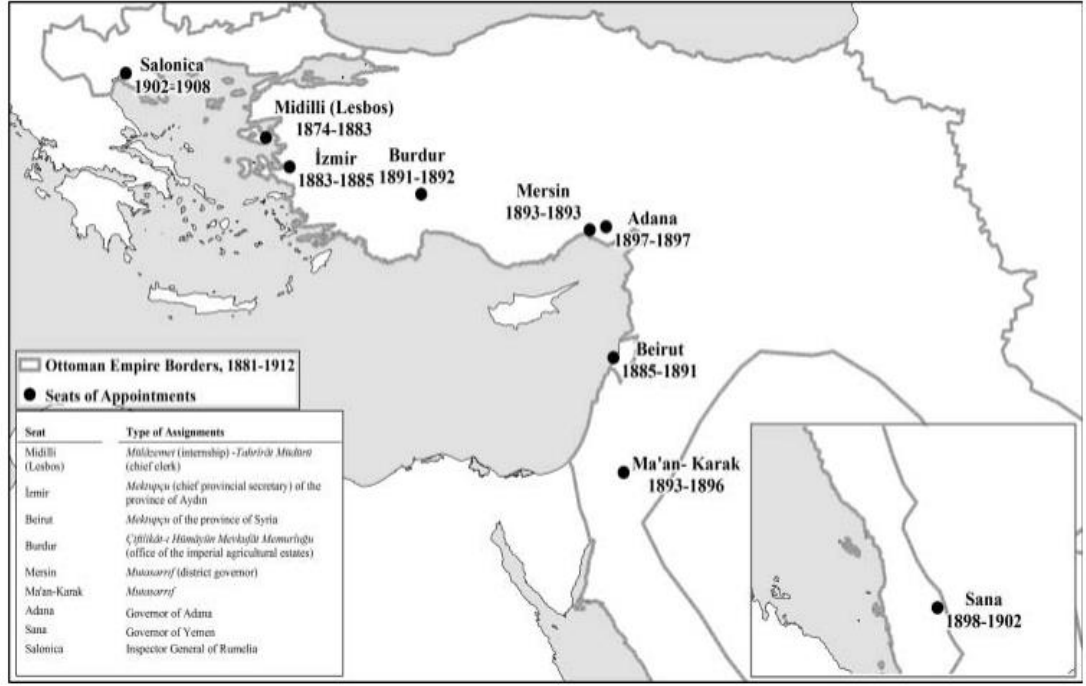 Salonica
1902-1908
Midilli (Lesbos)
1874-1883
İzmir
1883-1885
Burdur
1891-1892
Mersin
1893-1893
Adana
1897-1897
Beirut
1885-1891
Ma'an- Karak
1893-1896
Sana
1898-1902
Ottoman Empire Borders, 1881-1912
Seats of Appointments
Seat Type of Assignments
Midilli (Lesbos) Mülâzemet (internship) -Tahrîrât Müdürü (chief clerk)
İzmir Mektupçu (chief provincial secretary) of the province of Aydın
Beirut Mektupçu of the province of Syria
Burdur Çiftlikât-ı Hümâyûn Mevkufât Memurluğu (office of the imperial agricultural estates)
Mersin Mutasarrıf (district governor)
Ma'an-Karak Mutasarrıf
Adana Governor of Adana
Sana Governor of Yemen
Salonica Inspector General of Rumelia